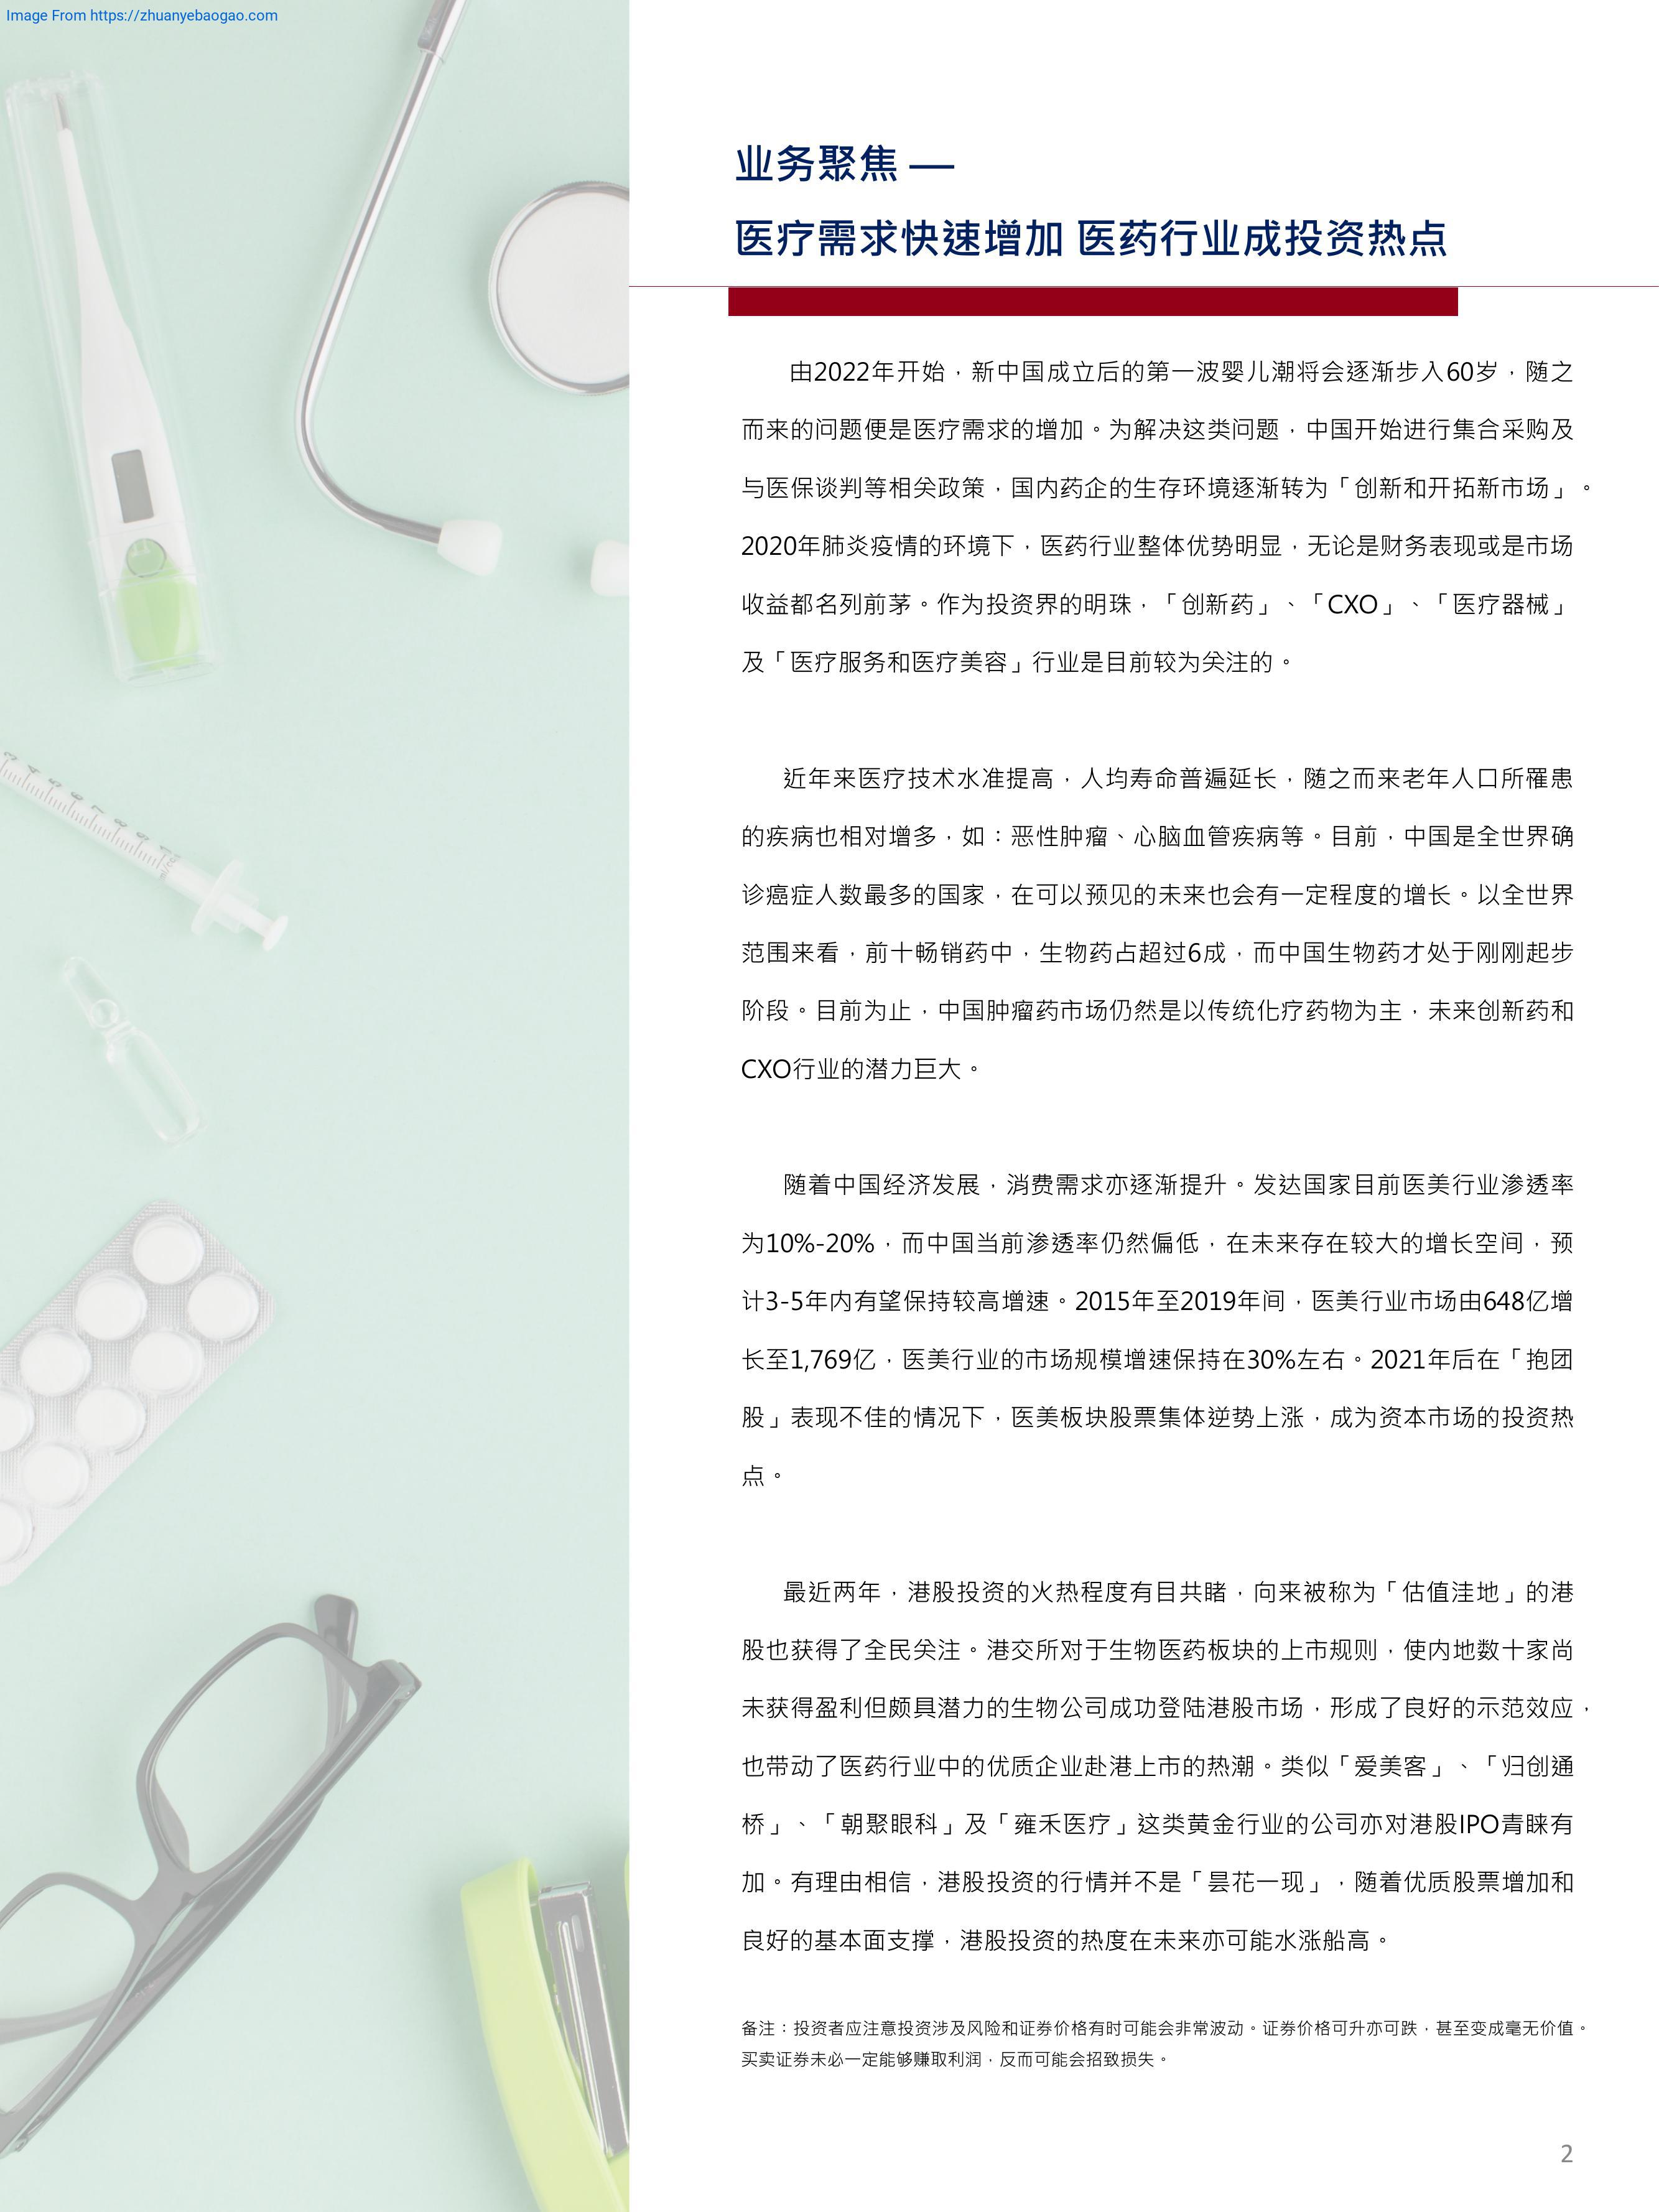 Image From https://zhuanyebaogao.com
业务聚焦 —
医疗需求快速增加 医药行业成投资热点
由2022年开始，新中国成立后的第一波婴儿潮将会逐渐步入60岁，随之
而来的问题便是医疗需求的增加。为解决这类问题，中国开始进行集合采购及
与医保谈判等相关政策，国内药企的生存环境逐渐转为「创新和开拓新市场」。
2020年肺炎疫情的环境下，医药行业整体优势明显，无论是财务表现或是市场
收益都名列前茅。作为投资界的明珠，「创新药」、「CXO」、「医疗器械」
及「医疗服务和医疗美容」行业是目前较为关注的。
近年来医疗技术水准提高，人均寿命普遍延长，随之而来老年人口所罹患
的疾病也相对增多，如：恶性肿瘤、心脑血管疾病等。目前，中国是全世界确
诊癌症人数最多的国家，在可以预见的未来也会有一定程度的增长。以全世界
范围来看，前十畅销药中，生物药占超过6成，而中国生物药才处于刚刚起步
阶段。目前为止，中国肿瘤药市场仍然是以传统化疗药物为主，未来创新药和
CXO行业的潜力巨大。
随着中国经济发展，消费需求亦逐渐提升。发达国家目前医美行业渗透率
为10%-20%，而中国当前渗透率仍然偏低，在未来存在较大的增长空间，预
计3-5年内有望保持较高增速。2015年至2019年间，医美行业市场由648亿增
长至1,769亿，医美行业的市场规模增速保持在30%左右。2021年后在「抱团
股」表现不佳的情况下，医美板块股票集体逆势上涨，成为资本市场的投资热
点。
最近两年，港股投资的火热程度有目共睹，向来被称为「估值洼地」的港
股也获得了全民关注。港交所对于生物医药板块的上市规则，使内地数十家尚
未获得盈利但颇具潜力的生物公司成功登陆港股市场，形成了良好的示范效应，
也带动了医药行业中的优质企业赴港上市的热潮。类似「爱美客」、「归创通
桥」、「朝聚眼科」及「雍禾医疗」这类黄金行业的公司亦对港股IPO青睐有
加。有理由相信，港股投资的行情并不是「昙花一现」，随着优质股票增加和
良好的基本面支撑，港股投资的热度在未来亦可能水涨船高。
备注：投资者应注意投资涉及风险和证券价格有时可能会非常波动。证券价格可升亦可跌，甚至变成毫无价值。
买卖证券未必一定能够赚取利润，反而可能会招致损失。
2